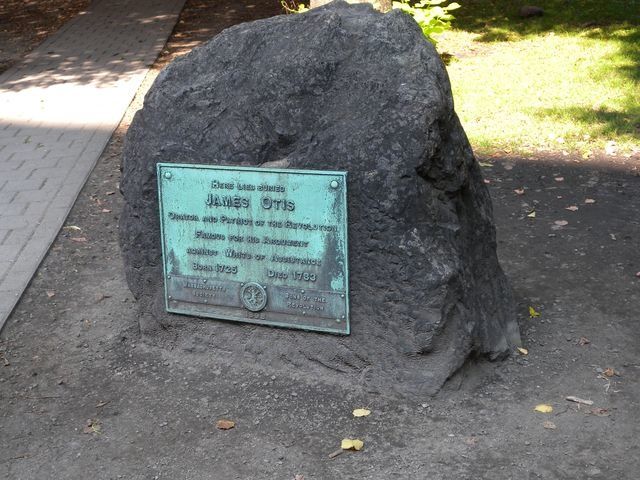 HERE LIES BURIED
JAMES OTIS
ORATOR AND PATRIOT OF THE REVOLUTION
FAMOUS FOR HIS ARGUMENT
AGAINST WRITS OF ASSISTANCE
BORN 1725 DIED 1783
MASSACHUSETTS SONS OF THE
SOCIETY REVOLUTION